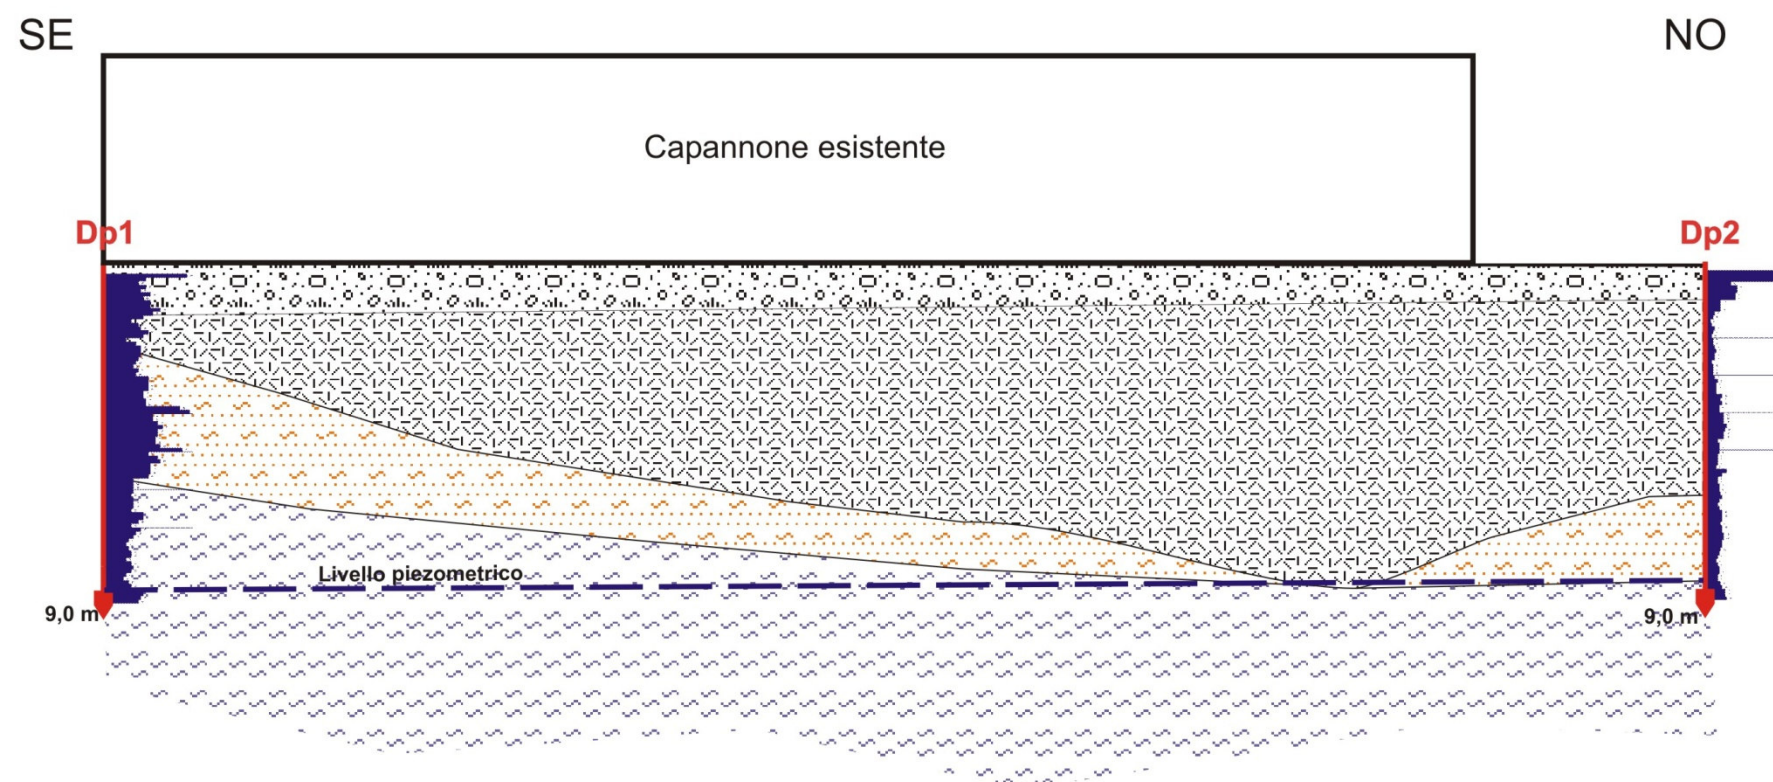 SE
NO
Capannone esistente
Dp1
Dp2
Livello piezometrico
9,0 m
9,0 m